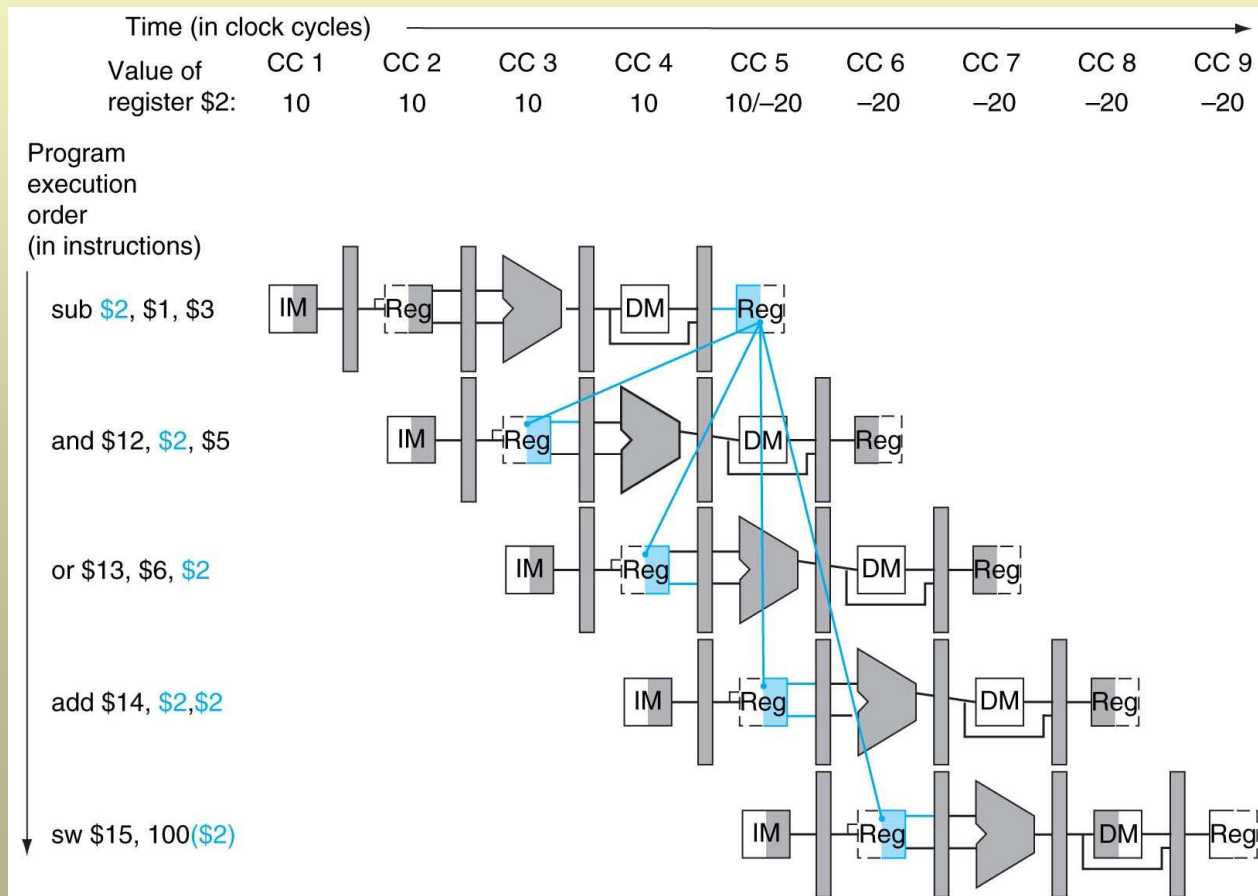 Time (in clock cycles)
Value of register $2:
CC 1 CC 2 CC 3 CC 4 CC 5 CC 6 CC 7 CC 8 CC 9
10 10 10 10 10/–20 –20 –20 –20 –20
Program
execution
order
(in instructions)
sub $2, $1, $3
IM Reg DM Reg
and $12, $2, $5
IM Reg DM Reg
or $13, $6, $2
IM Reg DM Reg
add $14, $2,$2
IM Reg DM Reg
sw $15, 100($2)
IM Reg DM Reg